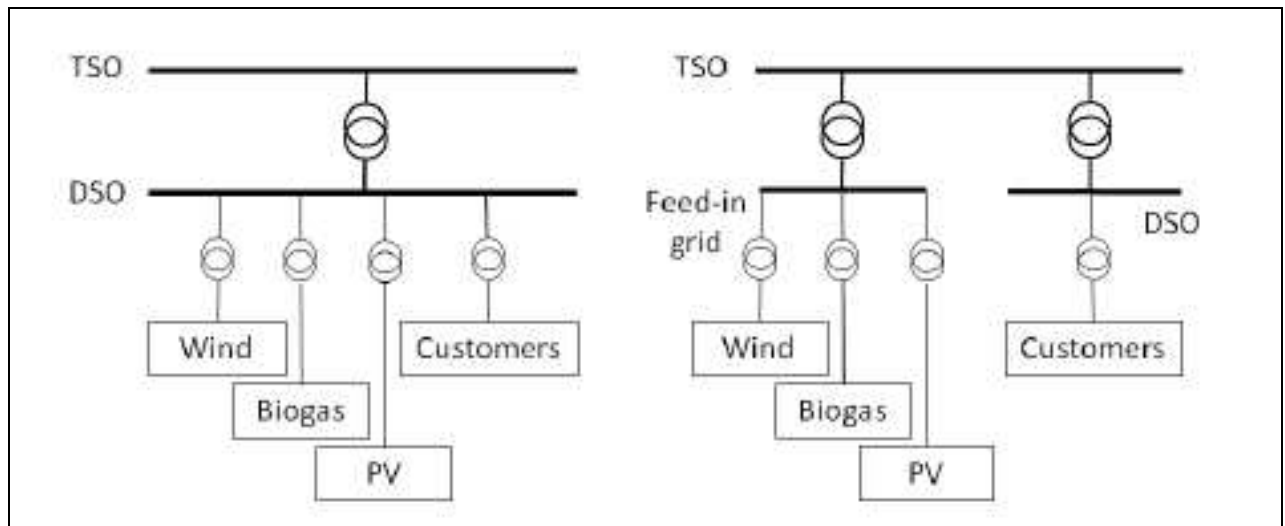 TSO
DSO
Wind
Customers
Biogas
PV
TSO
Feed-in
grid
DSO
Wind
Customers
Biogas
PV